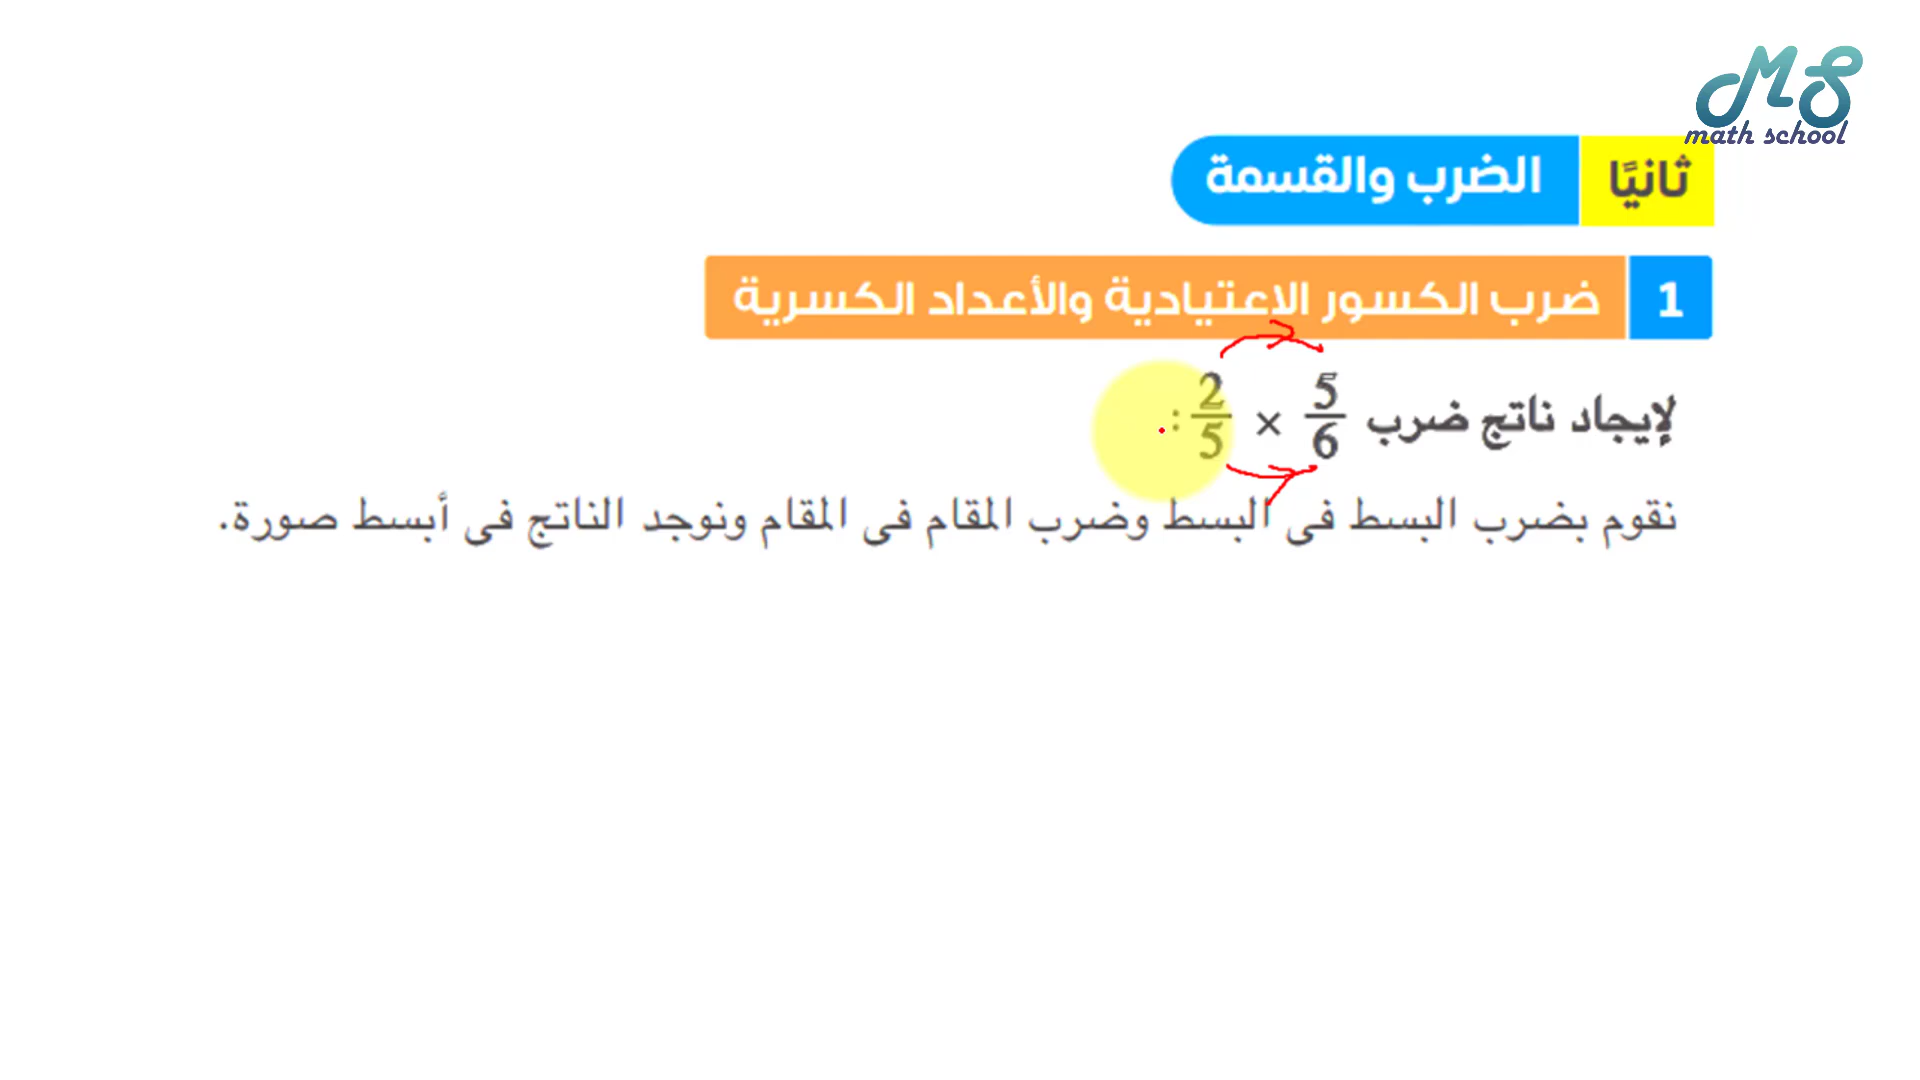 MS
math school
ثانيًا الضرب والقسمة
1 ضرب الكسور الاعتيادية والأعداد الكسرية
لإيجاد ناتج ضرب 2/5 × 5/6 :
نقوم بضرب البسط فى البسط وضرب المقام فى المقام ونوجد الناتج فى أبسط صورة.